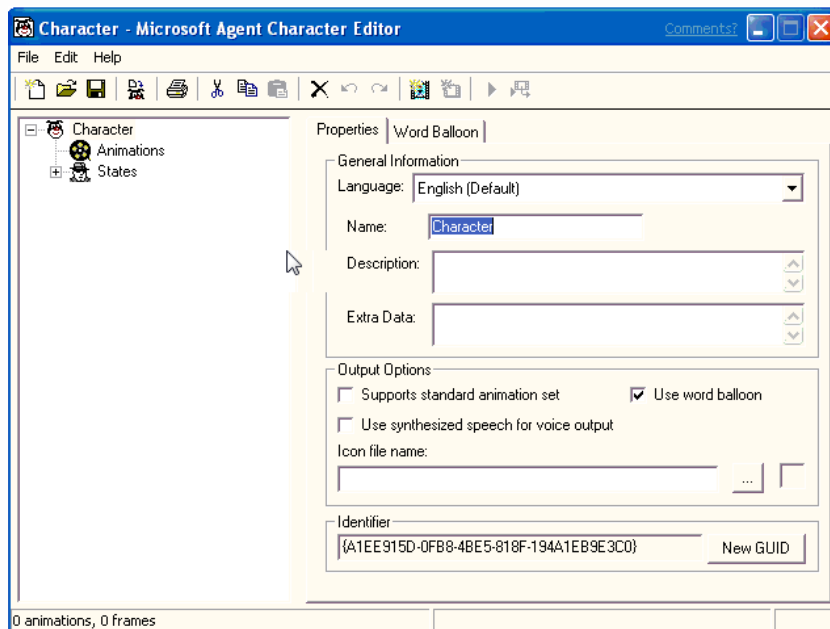 Character - Microsoft Agent Character Editor
Comments?
File Edit Help
Character
Animations
States
Properties
Word Balloon
General Information
Language: English (Default)
Name: Character
Description:
Extra Data:
Output Options
Supports standard animation set
Use word balloon
Use synthesized speech for voice output
Icon file name:
...
Identifier
{A1EE915D-0FB8-4BE5-818F-194A1EB9E3C0}
New GUID
0 animations, 0 frames